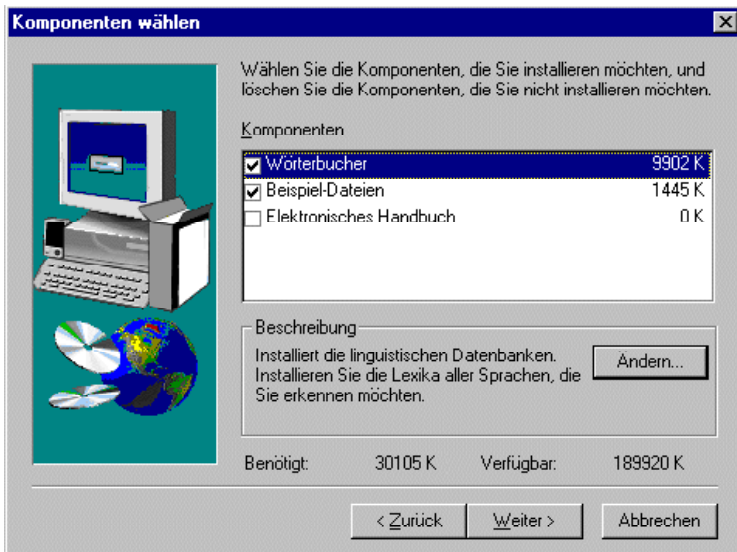 Komponenten wählen
Wählen Sie die Komponenten, die Sie installieren möchten, und
löschen Sie die Komponenten, die Sie nicht installieren möchten.
Komponenten
Wörterbucher 9902 K
Beispiel-Dateien 1445 K
Elektronisches Handbuch 0 K
Beschreibung
Installiert die linguistischen Datenbanken.
Installieren Sie die Lexika aller Sprachen, die
Sie erkennen möchten.
Ändern...
Benötigt: 30105 K Verfügbar: 189920 K
< Zurück Weiter > Abbrechen